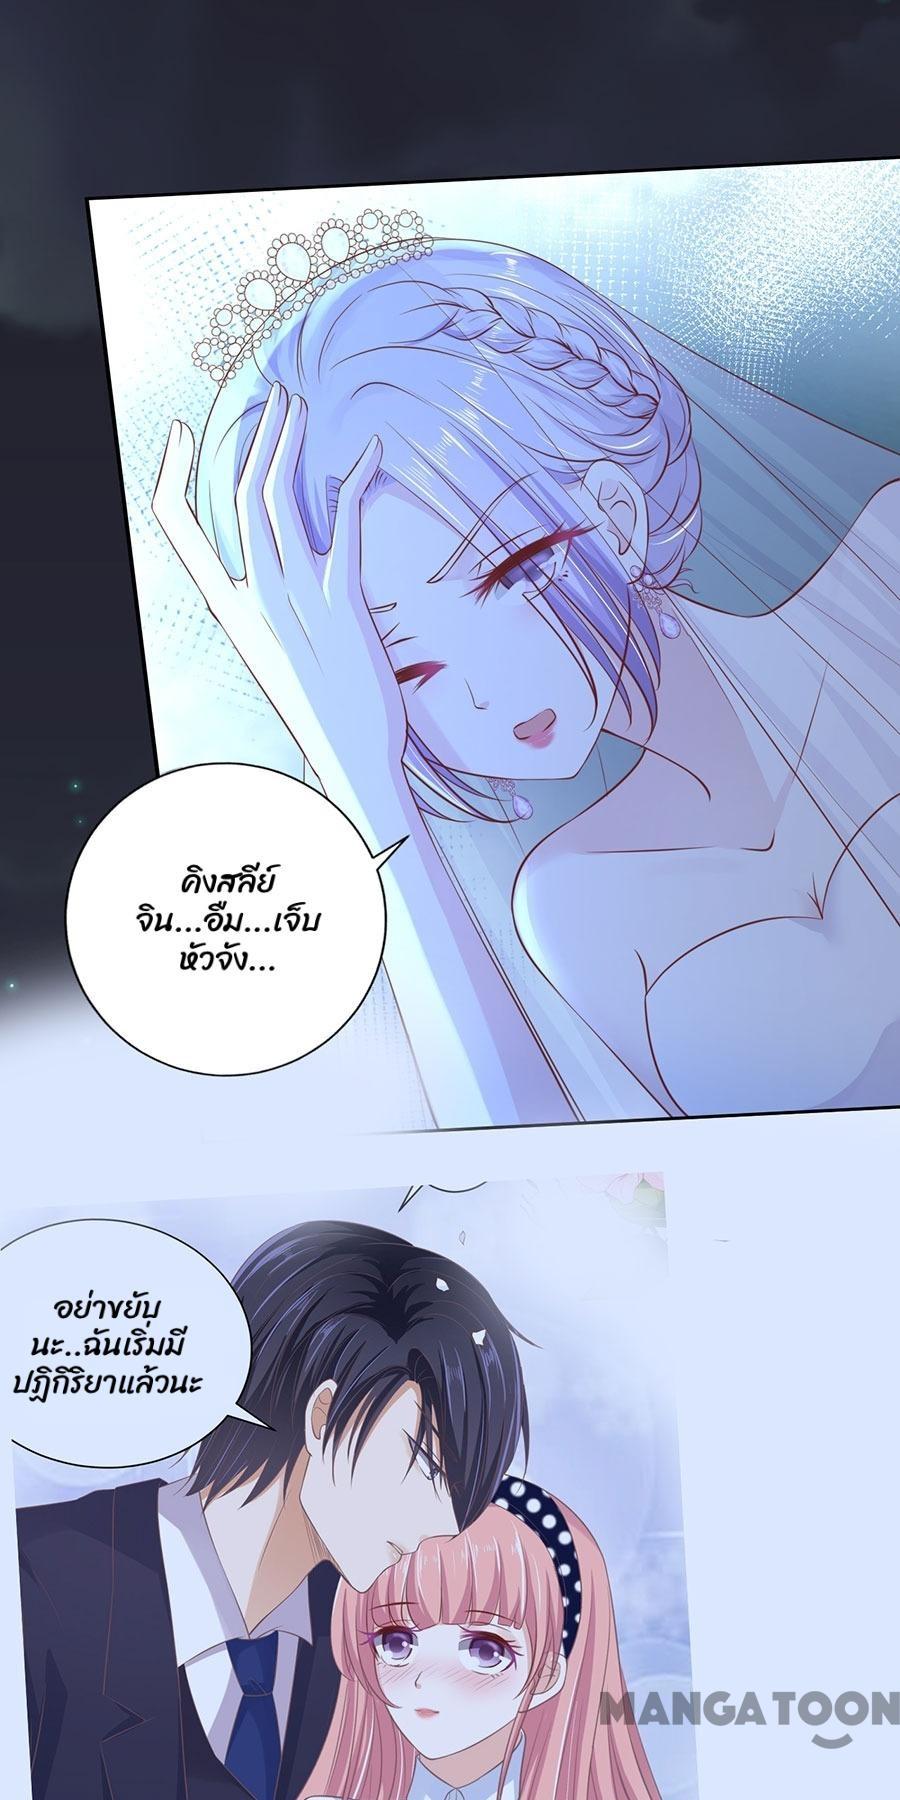 คิงสลีย์
จิน...อืม...เจ็บ
หัวจัง...
อย่าขยับ
นะ..ฉันเริ่มมี
ปฏิกิริยาแล้วนะ
MANGATOON